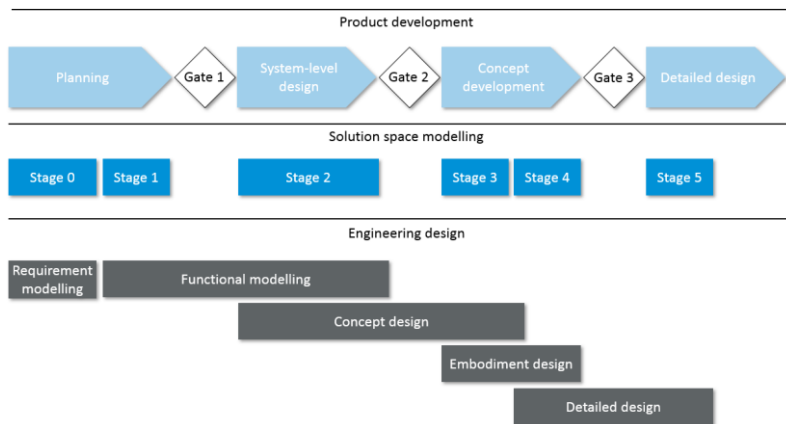 Product development
Planning
Gate 1
System-level
design
Gate 2
Concept
development
Gate 3
Detailed design
Solution space modelling
Stage 0
Stage 1
Stage 2
Stage 3
Stage 4
Stage 5
Engineering design
Requirement
modelling
Functional modelling
Concept design
Embodiment design
Detailed design